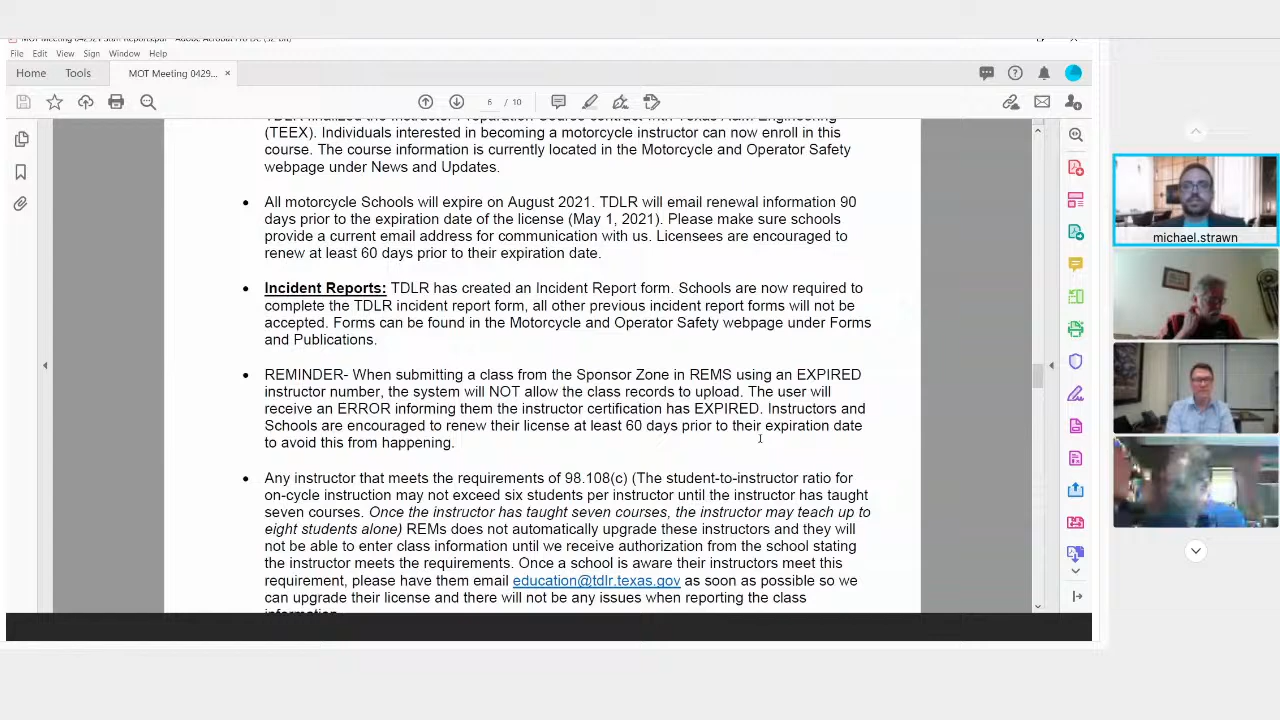 File Edit View Sign Window Help
Home Tools MOT Meeting 0429... ×
6 / 10
(TEEX). Individuals interested in becoming a motorcycle instructor can now enroll in this
course. The course information is currently located in the Motorcycle and Operator Safety
webpage under News and Updates.
• All motorcycle Schools will expire on August 2021. TDLR will email renewal information 90
days prior to the expiration date of the license (May 1, 2021). Please make sure schools
provide a current email address for communication with us. Licensees are encouraged to
renew at least 60 days prior to their expiration date.
• Incident Reports: TDLR has created an Incident Report form. Schools are now required to
complete the TDLR incident report form, all other previous incident report forms will not be
accepted. Forms can be found in the Motorcycle and Operator Safety webpage under Forms
and Publications.
• REMINDER- When submitting a class from the Sponsor Zone in REMS using an EXPIRED
instructor number, the system will NOT allow the class records to upload. The user will
receive an ERROR informing them the instructor certification has EXPIRED. Instructors and
Schools are encouraged to renew their license at least 60 days prior to their expiration date
to avoid this from happening.
• Any instructor that meets the requirements of 98.108(c) (The student-to-instructor ratio for
on-cycle instruction may not exceed six students per instructor until the instructor has taught
seven courses. Once the instructor has taught seven courses, the instructor may teach up to
eight students alone) REMs does not automatically upgrade these instructors and they will
not be able to enter class information until we receive authorization from the school stating
the instructor meets the requirements. Once a school is aware their instructors meet this
requirement, please have them email education@tdlr.texas.gov as soon as possible so we
can upgrade their license and there will not be any issues when reporting the class
michael.strawn